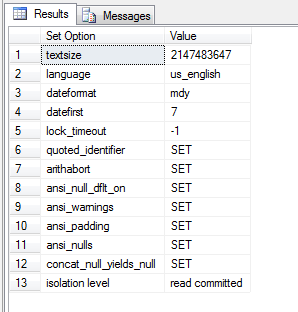 Results Messages
Set Option Value
1 textsize 2147483647
2 language us_english
3 dateformat mdy
4 datefirst 7
5 lock_timeout -1
6 quoted_identifier SET
7 arithabort SET
8 ansi_null_dflt_on SET
9 ansi_warnings SET
10 ansi_padding SET
11 ansi_nulls SET
12 concat_null_yields_null SET
13 isolation level read committed